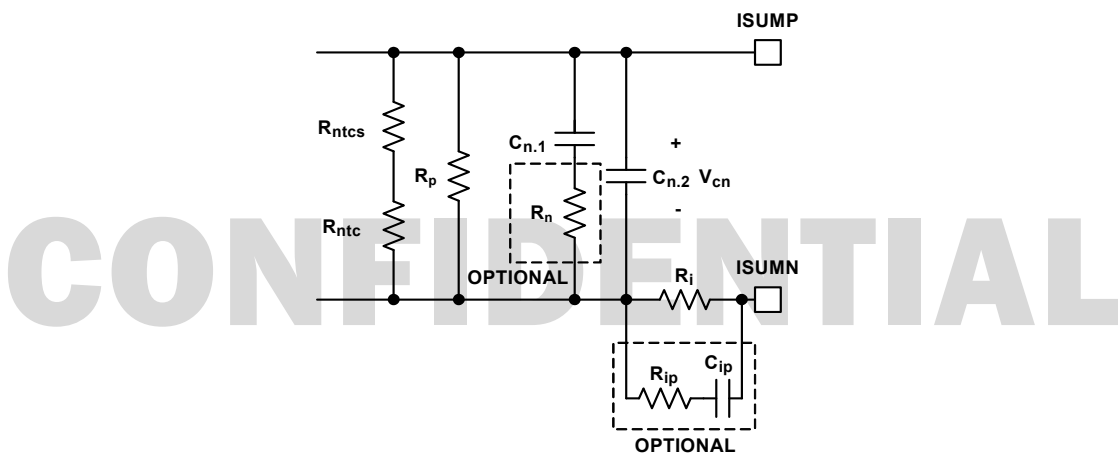 ISUMP
Rntcs
Cn.1
+
Rp
Cn.2 Vcn
Rn
-
Rntc
CONFIDENTIAL
OPTIONAL
Ri
ISUMN
Rip
Cip
OPTIONAL